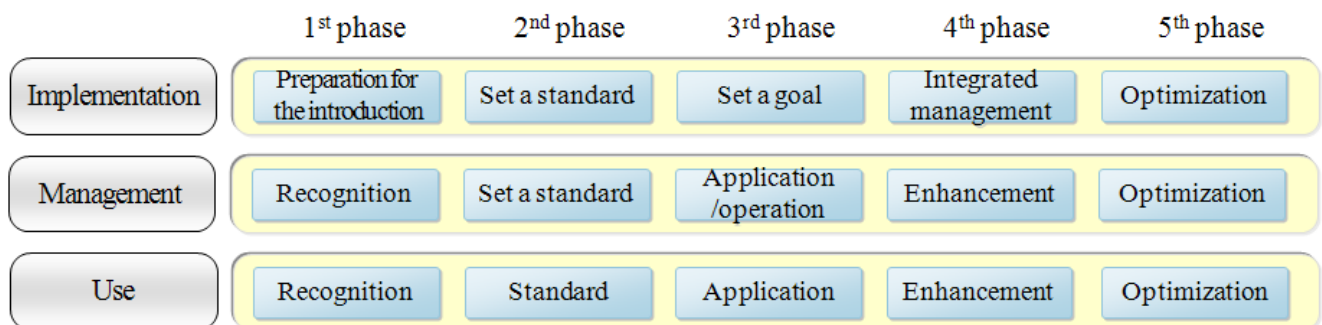 1st phase 2nd phase 3rd phase 4th phase 5th phase
Implementation
Preparation for
the introduction
Set a standard
Set a goal
Integrated
management
Optimization
Management
Recognition
Set a standard
Application
/operation
Enhancement
Optimization
Use
Recognition
Standard
Application
Enhancement
Optimization